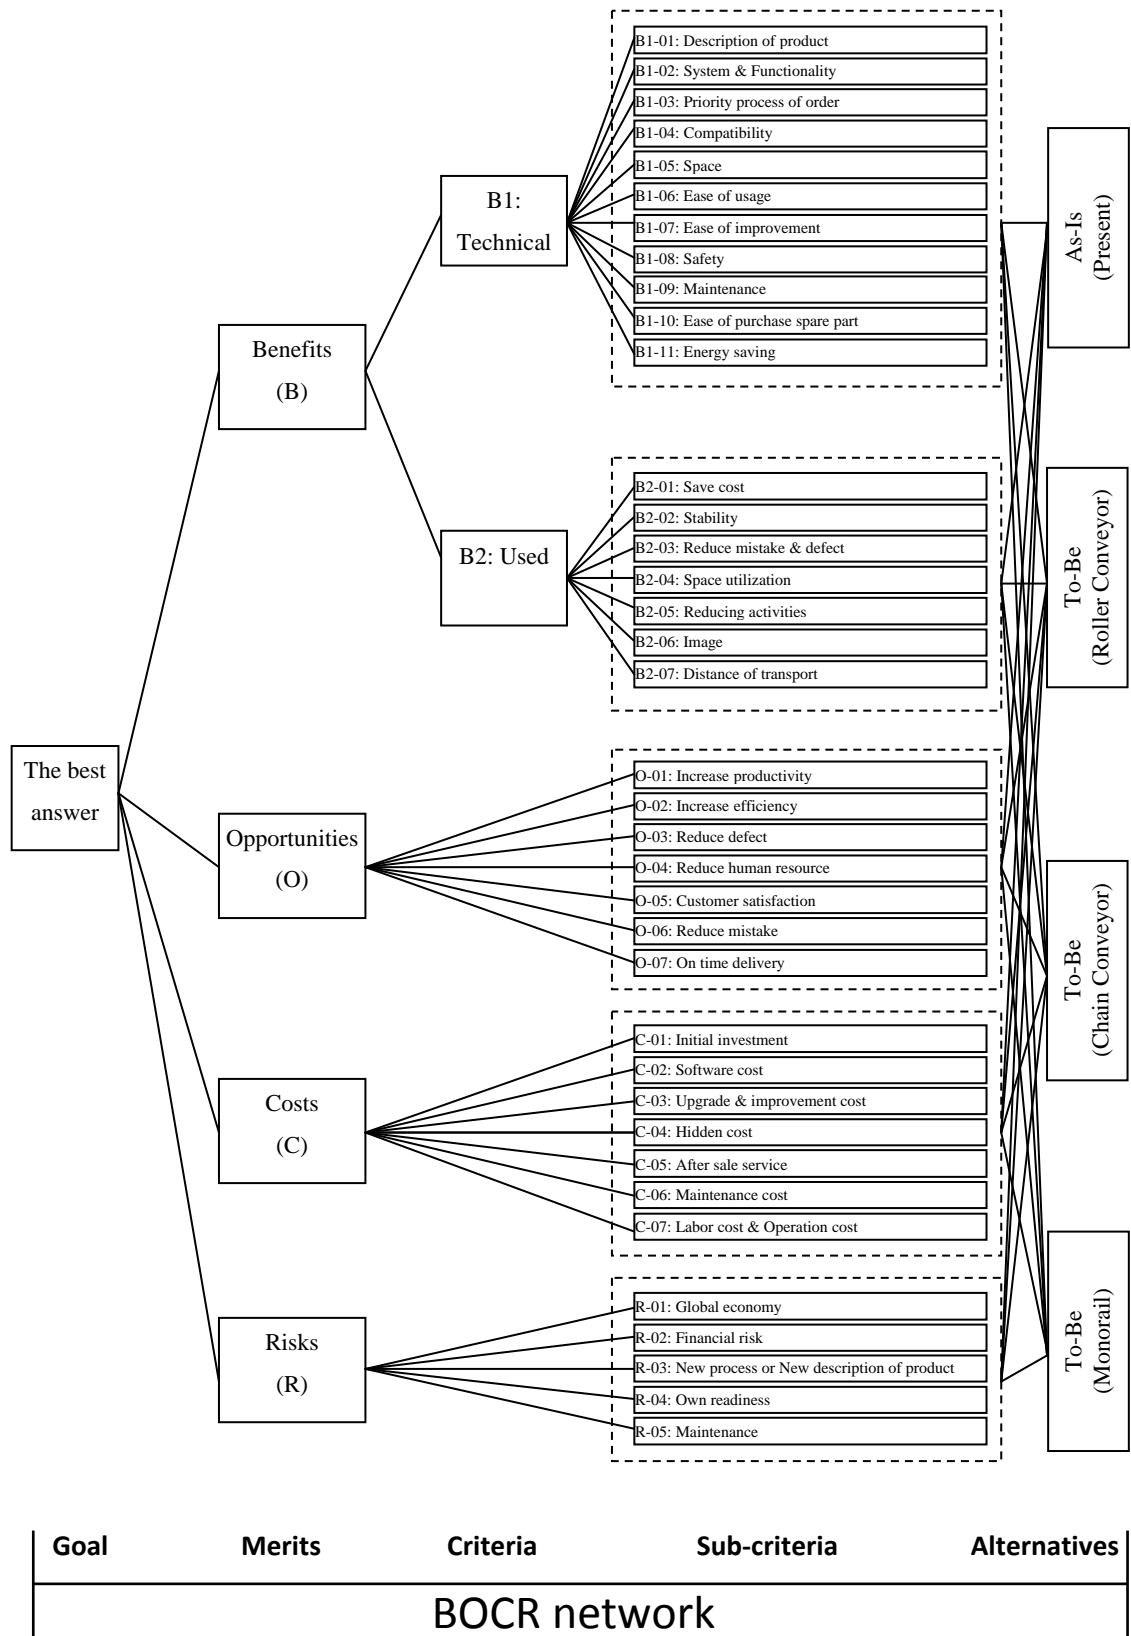 The best
answer
Benefits
(B)
Opportunities
(O)
Costs
(C)
Risks
(R)
B1:
Technical
B2: Used
B1-01: Description of product
B1-02: System & Functionality
B1-03: Priority process of order
B1-04: Compatibility
B1-05: Space
B1-06: Ease of usage
B1-07: Ease of improvement
B1-08: Safety
B1-09: Maintenance
B1-10: Ease of purchase spare part
B1-11: Energy saving
B2-01: Save cost
B2-02: Stability
B2-03: Reduce mistake & defect
B2-04: Space utilization
B2-05: Reducing activities
B2-06: Image
B2-07: Distance of transport
O-01: Increase productivity
O-02: Increase efficiency
O-03: Reduce defect
O-04: Reduce human resource
O-05: Customer satisfaction
O-06: Reduce mistake
O-07: On time delivery
C-01: Initial investment
C-02: Software cost
C-03: Upgrade & improvement cost
C-04: Hidden cost
C-05: After sale service
C-06: Maintenance cost
C-07: Labor cost & Operation cost
R-01: Global economy
R-02: Financial risk
R-03: New process or New description of product
R-04: Own readiness
R-05: Maintenance
As-Is
(Present)
To-Be
(Roller Conveyor)
To-Be
(Chain Conveyor)
To-Be
(Monorail)
Goal
Merits
Criteria
Sub-criteria
Alternatives
BOCR network